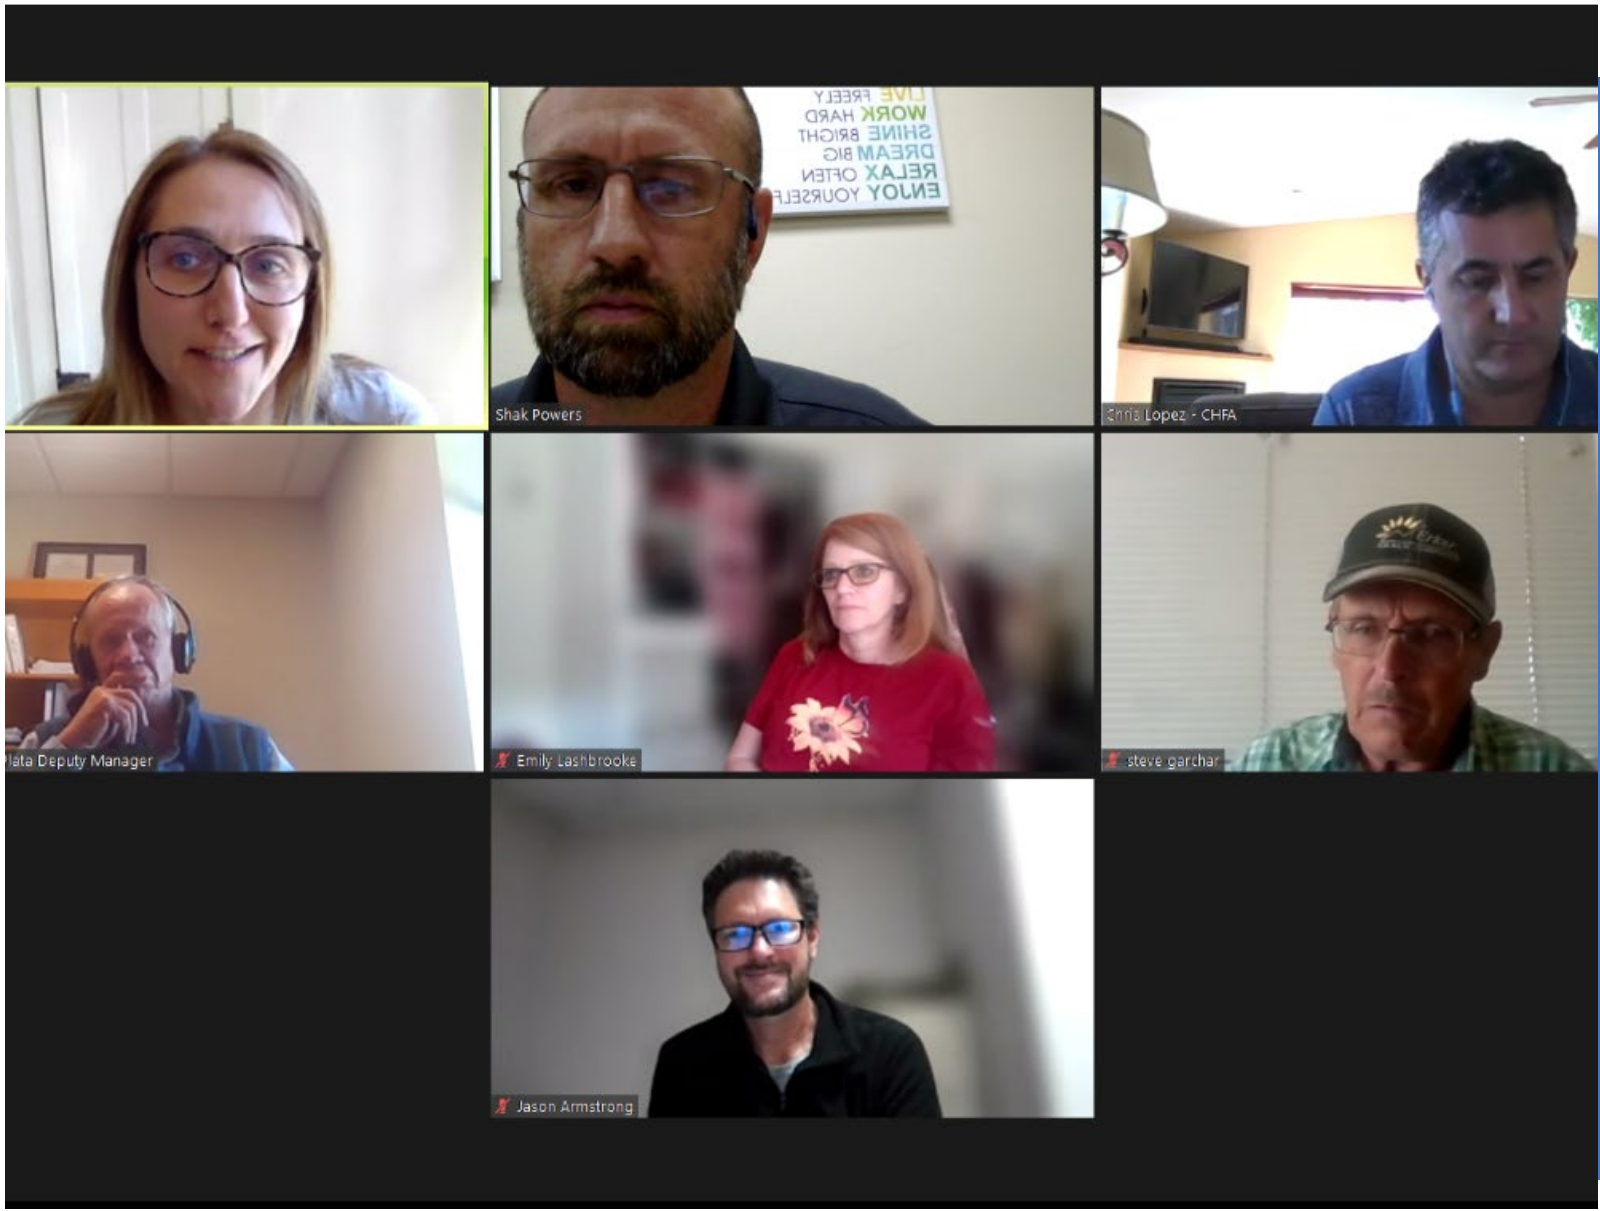 LIVE FREELY
WORK HARD
SHINE BRIGHT
DREAM BIG
RELAX OFTEN
ENJOY YOURSELF
Shak Powers
Chris Lopez - CHFA
Plata Deputy Manager
Emily Lashbrooke
steve garchar
Jason Armstrong